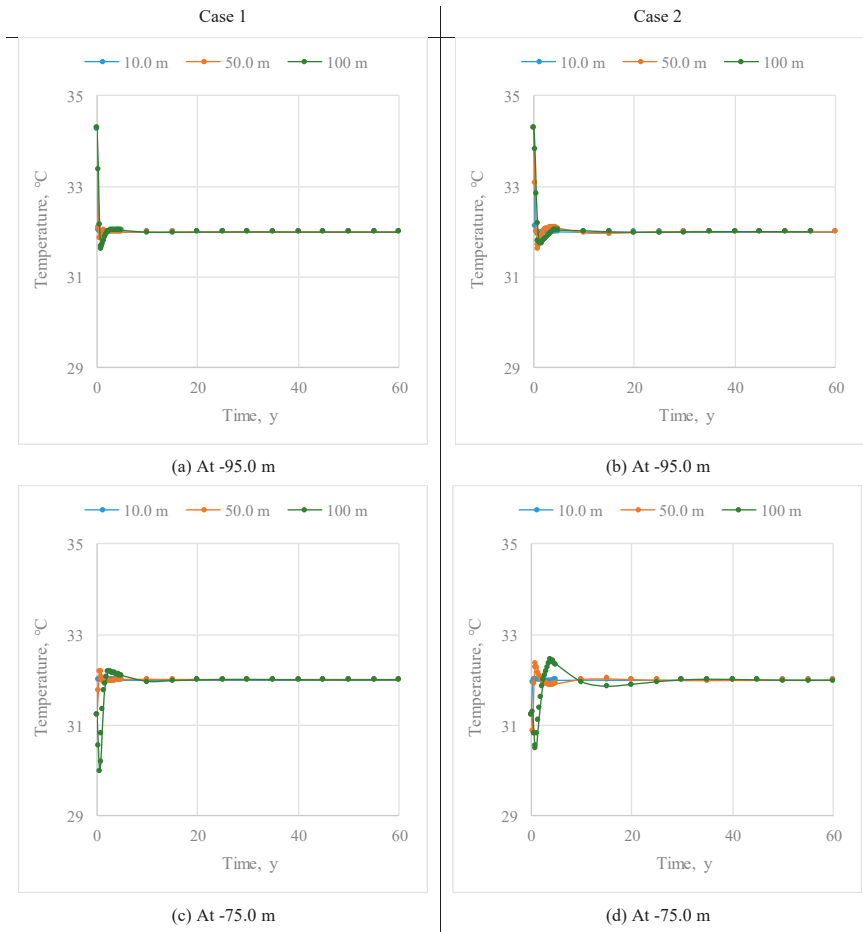 Case 1
Case 2
10.0 m 50.0 m 100 m
35
33
31
29
Temperature, °C
0 20 40 60
Time, y
(a) At -95.0 m
10.0 m 50.0 m 100 m
35
33
31
29
Temperature, °C
0 20 40 60
Time, y
(b) At -95.0 m
10.0 m 50.0 m 100 m
35
33
31
29
Temperature, °C
0 20 40 60
Time, y
(c) At -75.0 m
10.0 m 50.0 m 100 m
35
33
31
29
Temperature, °C
0 20 40 60
Time, y
(d) At -75.0 m